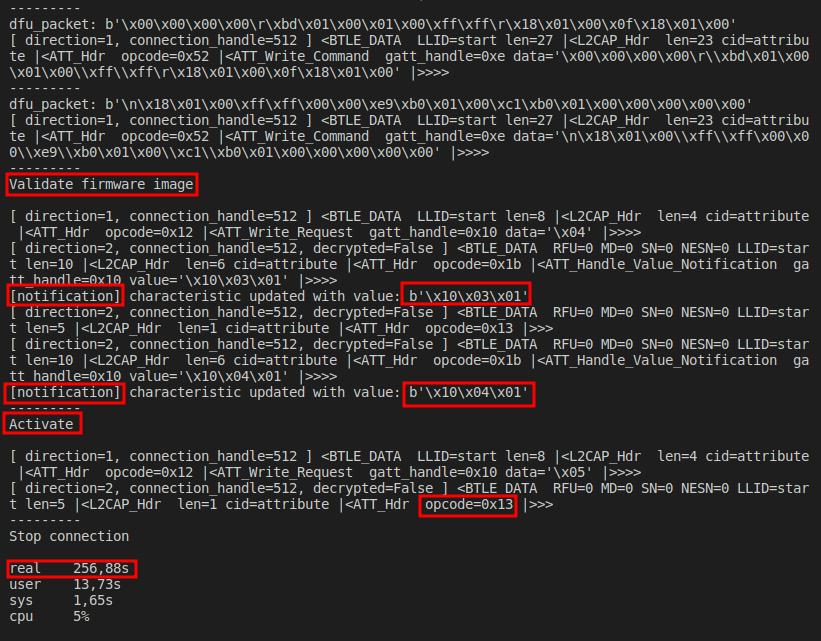 ---------
dfu_packet: b'\x00\x00\x00\x00\r\xbd\x01\x00\x01\x00\xff\xff\r\x18\x01\x00\x0f\x18\x01\x00'
[ direction=1, connection_handle=512 ] <BTLE_DATA  LLID=start len=27 |<L2CAP_Hdr  len=23 cid=attribu
te |<ATT_Hdr  opcode=0x52 |<ATT_Write_Command  gatt_handle=0xe data='\x00\x00\x00\x00\r\\xbd\x01\x00
\x01\x00\\xff\\xff\r\x18\x01\x00\x0f\x18\x01\x00' |>>>>
---------
dfu_packet: b'\n\x18\x01\x00\xff\xff\x00\x00\xe9\xb0\x01\x00\xc1\xb0\x01\x00\x00\x00\x00\x00'
[ direction=1, connection_handle=512 ] <BTLE_DATA  LLID=start len=27 |<L2CAP_Hdr  len=23 cid=attribu
te |<ATT_Hdr  opcode=0x52 |<ATT_Write_Command  gatt_handle=0xe data='\n\x18\x01\x00\\xff\\xff\x00\x0
0\\xe9\\xb0\x01\x00\\xc1\\xb0\x01\x00\x00\x00\x00\x00' |>>>>
---------
Validate firmware image
[ direction=1, connection_handle=512 ] <BTLE_DATA  LLID=start len=8 |<L2CAP_Hdr  len=4 cid=attribute
 |<ATT_Hdr  opcode=0x12 |<ATT_Write_Request  gatt_handle=0x10 data='\x04' |>>>>
[ direction=2, connection_handle=512, decrypted=False ] <BTLE_DATA  RFU=0 MD=0 SN=0 NESN=0 LLID=star
t len=10 |<L2CAP_Hdr  len=6 cid=attribute |<ATT_Hdr  opcode=0x1b |<ATT_Handle_Value_Notification  ga
tt_handle=0x10 value='\x10\x03\x01' |>>>>
[notification] characteristic updated with value: b'\x10\x03\x01'
[ direction=2, connection_handle=512, decrypted=False ] <BTLE_DATA  RFU=0 MD=0 SN=0 NESN=0 LLID=star
t len=5 |<L2CAP_Hdr  len=1 cid=attribute |<ATT_Hdr  opcode=0x13 |>>>
[ direction=2, connection_handle=512, decrypted=False ] <BTLE_DATA  RFU=0 MD=0 SN=0 NESN=0 LLID=star
t len=10 |<L2CAP_Hdr  len=6 cid=attribute |<ATT_Hdr  opcode=0x1b |<ATT_Handle_Value_Notification  ga
tt_handle=0x10 value='\x10\x04\x01' |>>>>
[notification] characteristic updated with value: b'\x10\x04\x01'
---------
Activate
[ direction=1, connection_handle=512 ] <BTLE_DATA  LLID=start len=8 |<L2CAP_Hdr  len=4 cid=attribute
 |<ATT_Hdr  opcode=0x12 |<ATT_Write_Request  gatt_handle=0x10 data='\x05' |>>>>
[ direction=2, connection_handle=512, decrypted=False ] <BTLE_DATA  RFU=0 MD=0 SN=0 NESN=0 LLID=star
t len=5 |<L2CAP_Hdr  len=1 cid=attribute |<ATT_Hdr  opcode=0x13 |>>>
---------
Stop connection
real    256,88s
user    13,73s
sys     1,65s
cpu     5%